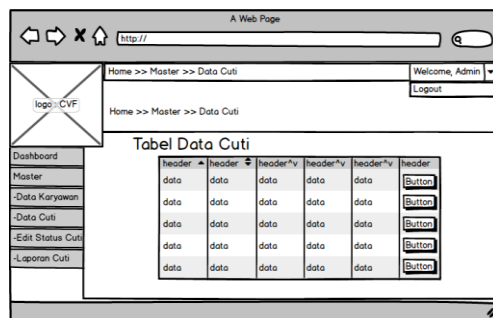 A Web Page
http://
Home >> Master >> Data Cuti
Welcome, Admin
Logout
logo : CVF
Home >> Master >> Data Cuti
Tabel Data Cuti
Dashboard
Master
-Data Karyawan
-Data Cuti
-Edit Status Cuti
-Laporan Cuti
header header header^v header^v header^v header
data data data data data Button
data data data data data Button
data data data data data Button
data data data data data Button
data data data data data Button